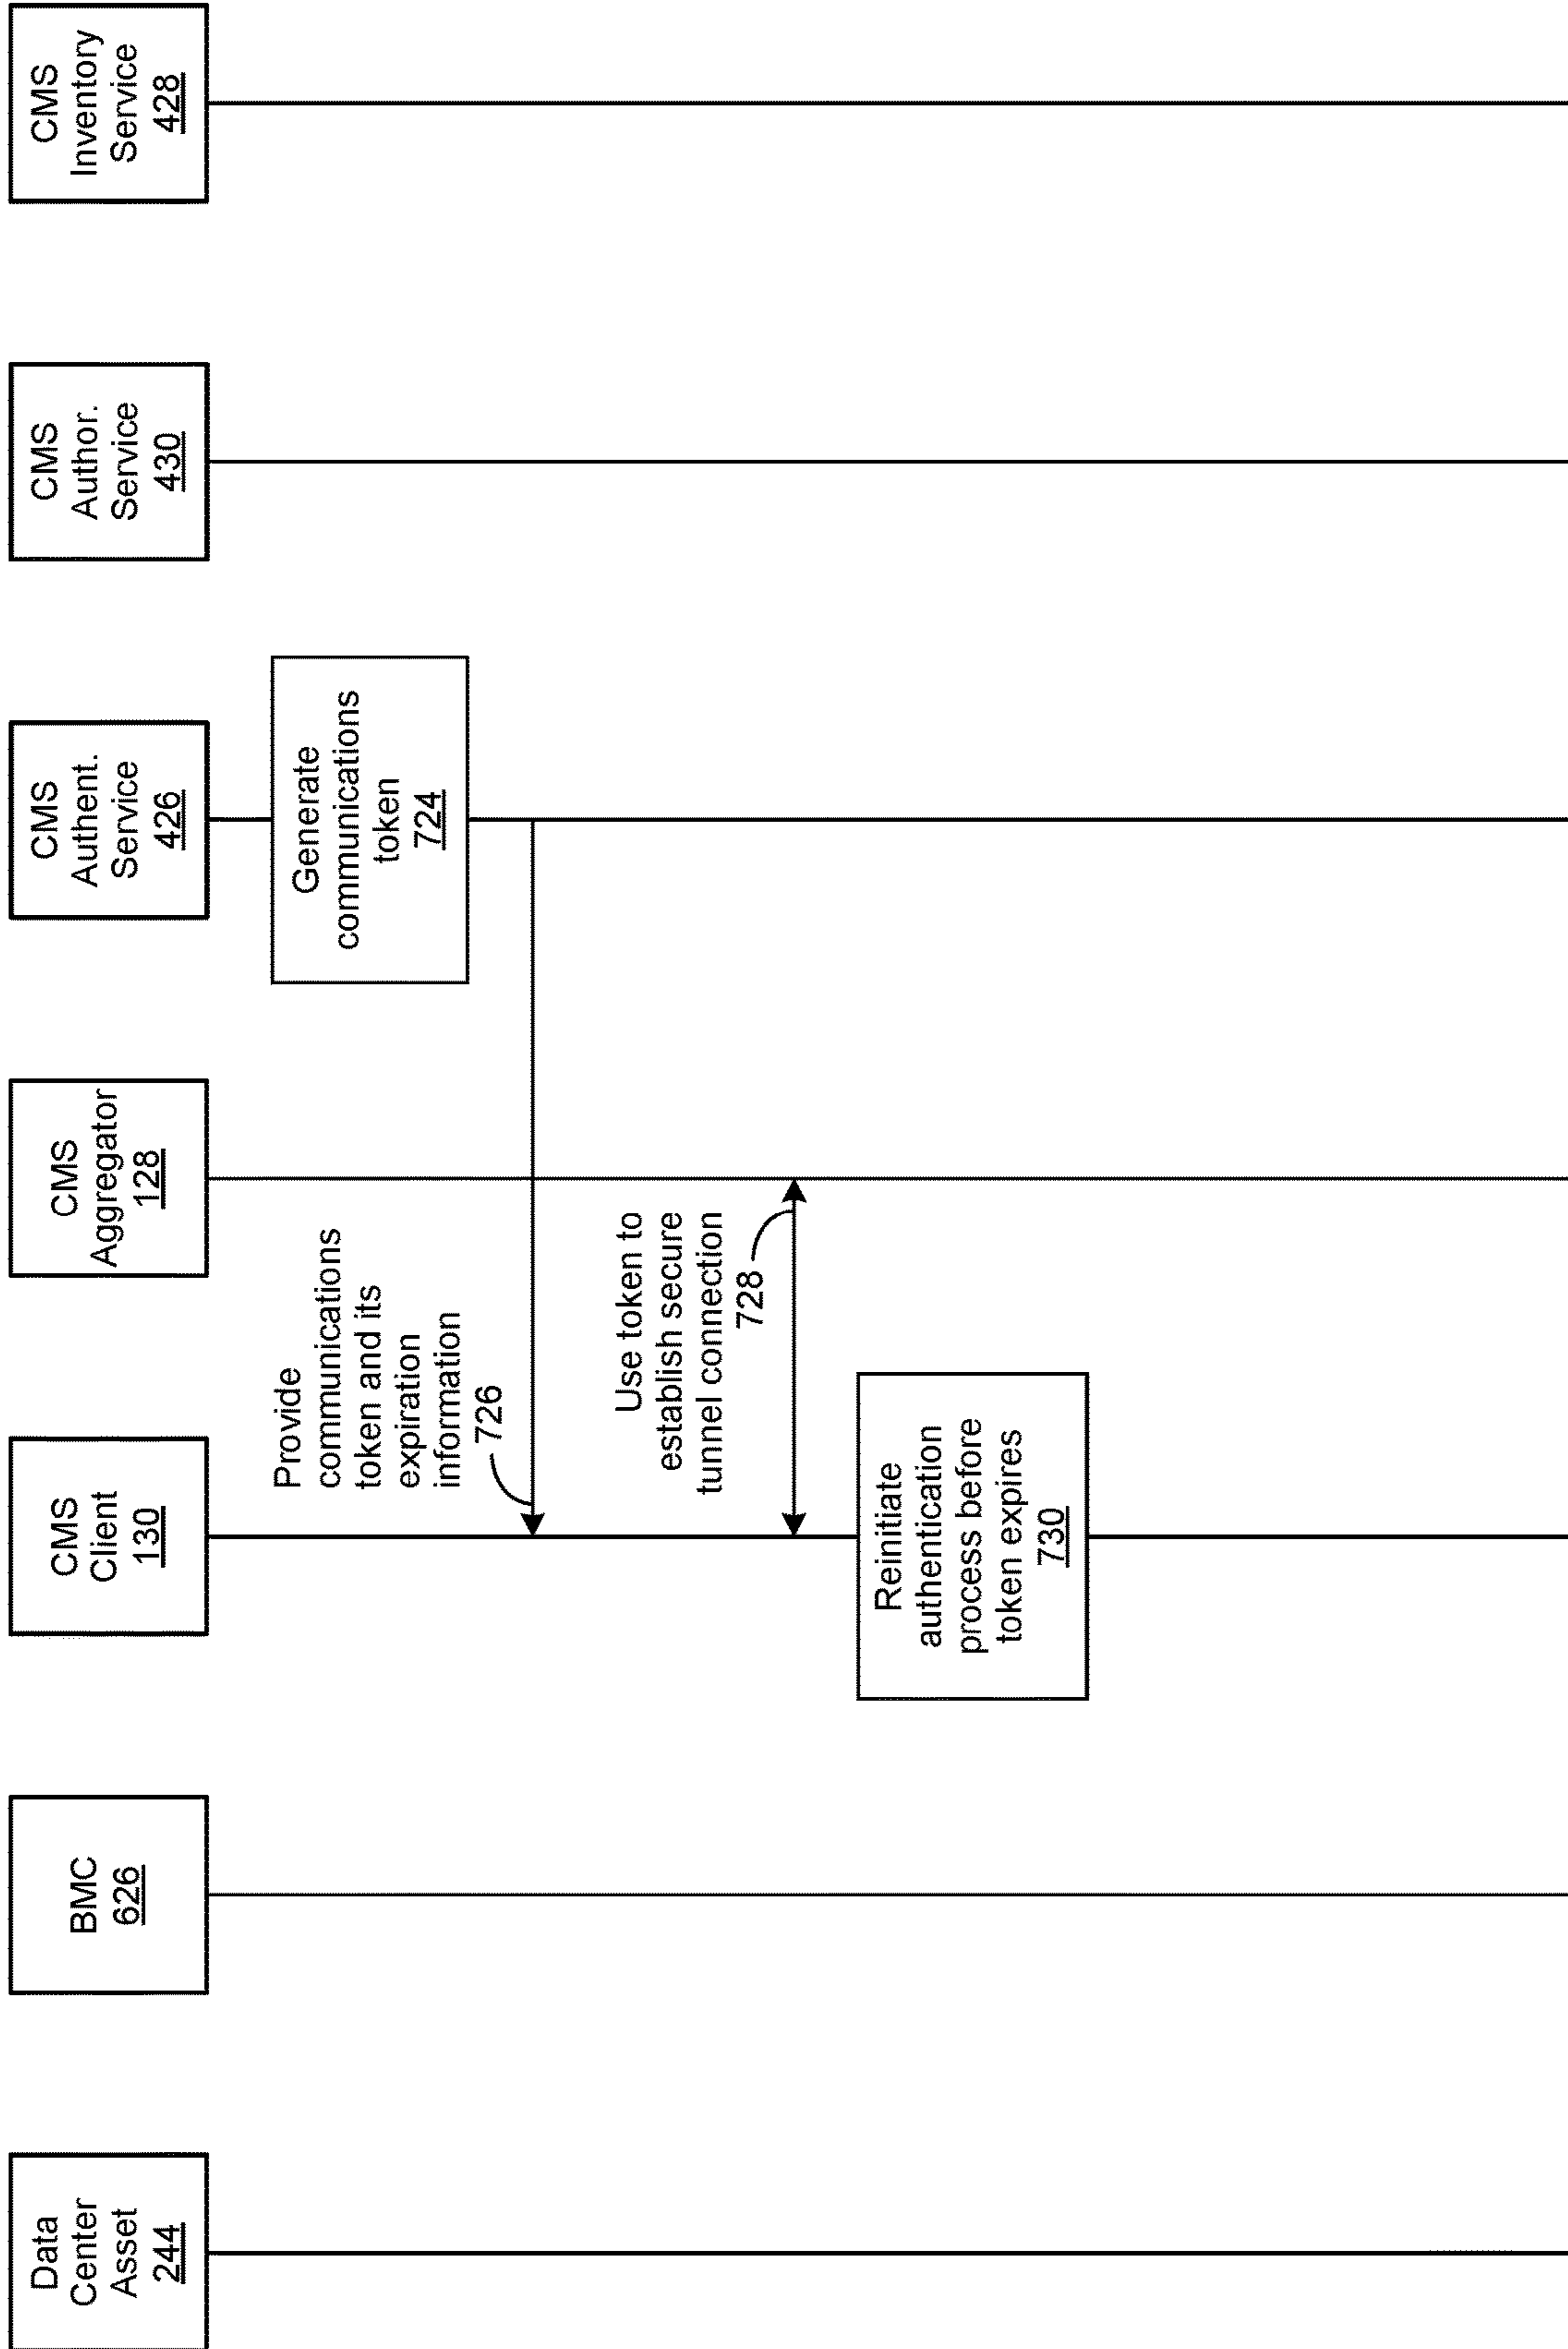 Data
Center
Asset
244
BMC
626
CMS
Client
130
CMS
Aggregator
128
CMS
Authent.
Service
426
CMS
Author.
Service
430
CMS
Inventory
Service
428
Generate
communications
token
724
Provide
communications
token and its
expiration
information
726
Use token to
establish secure
tunnel connection
728
Reinitiate
authentication
process before
token expires
730